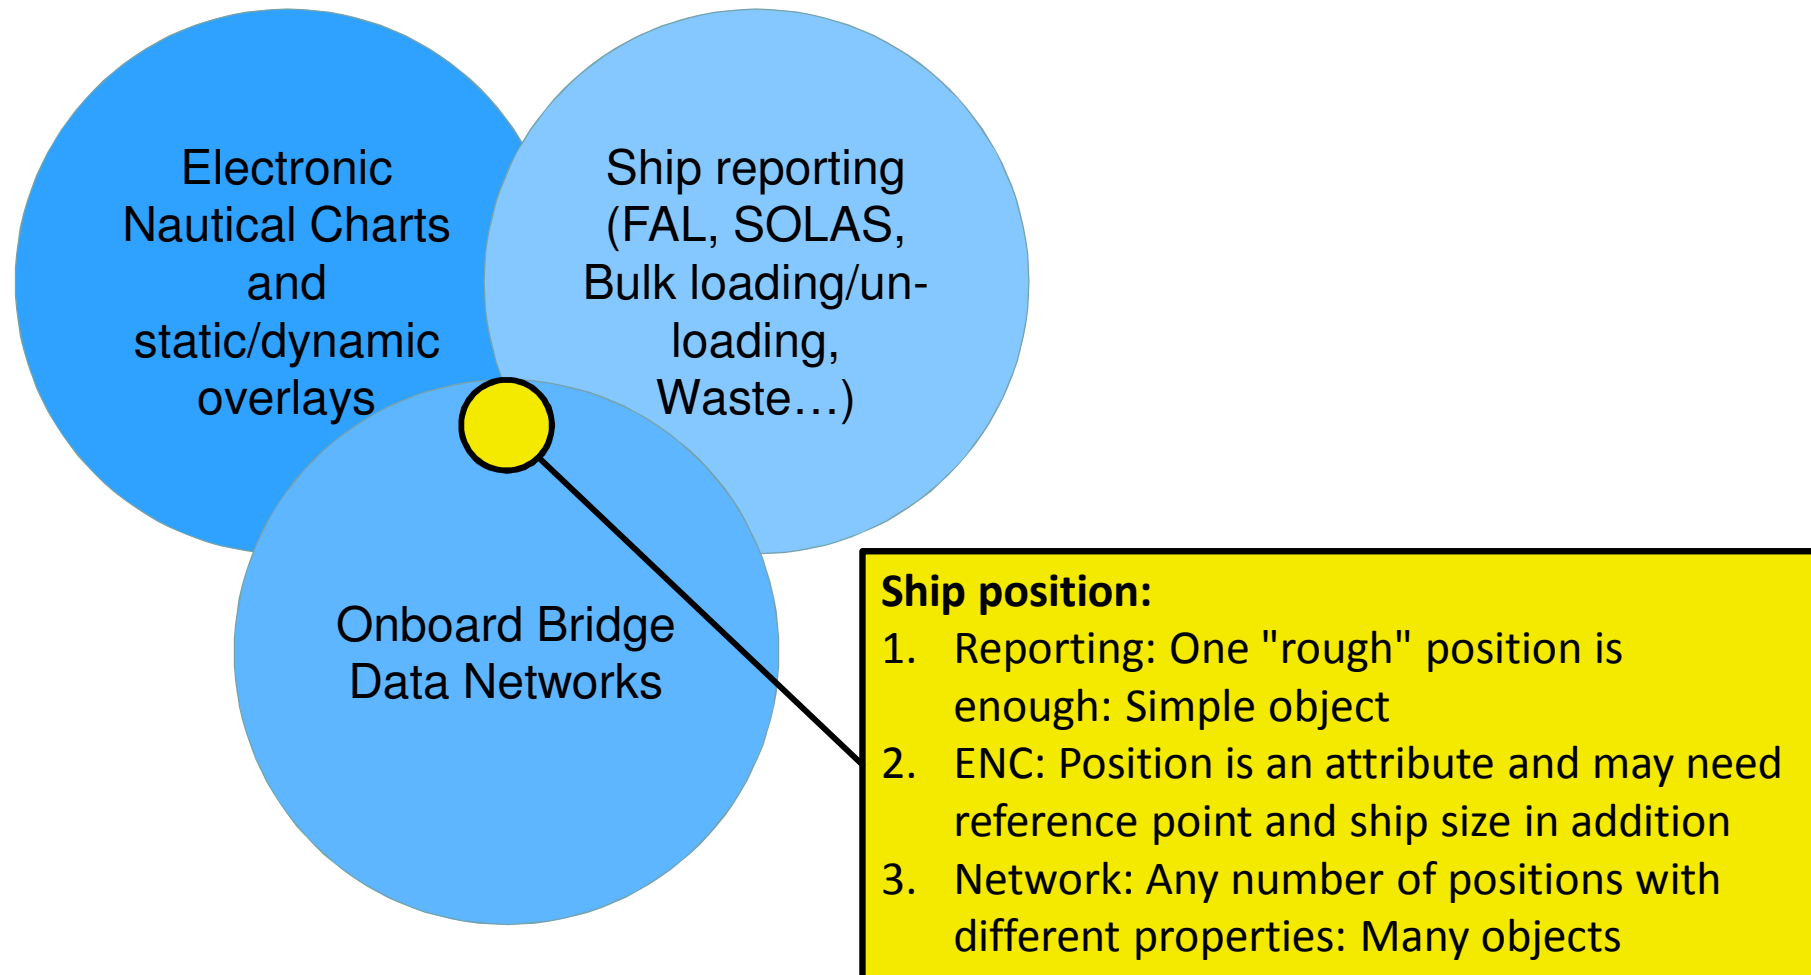 Electronic
Nautical Charts
and
static/dynamic
overlays
Ship reporting
(FAL, SOLAS,
Bulk loading/un-
loading,
Waste…)
Onboard Bridge
Data Networks
Ship position:
1. Reporting: One "rough" position is
enough: Simple object
2. ENC: Position is an attribute and may need
reference point and ship size in addition
3. Network: Any number of positions with
different properties: Many objects